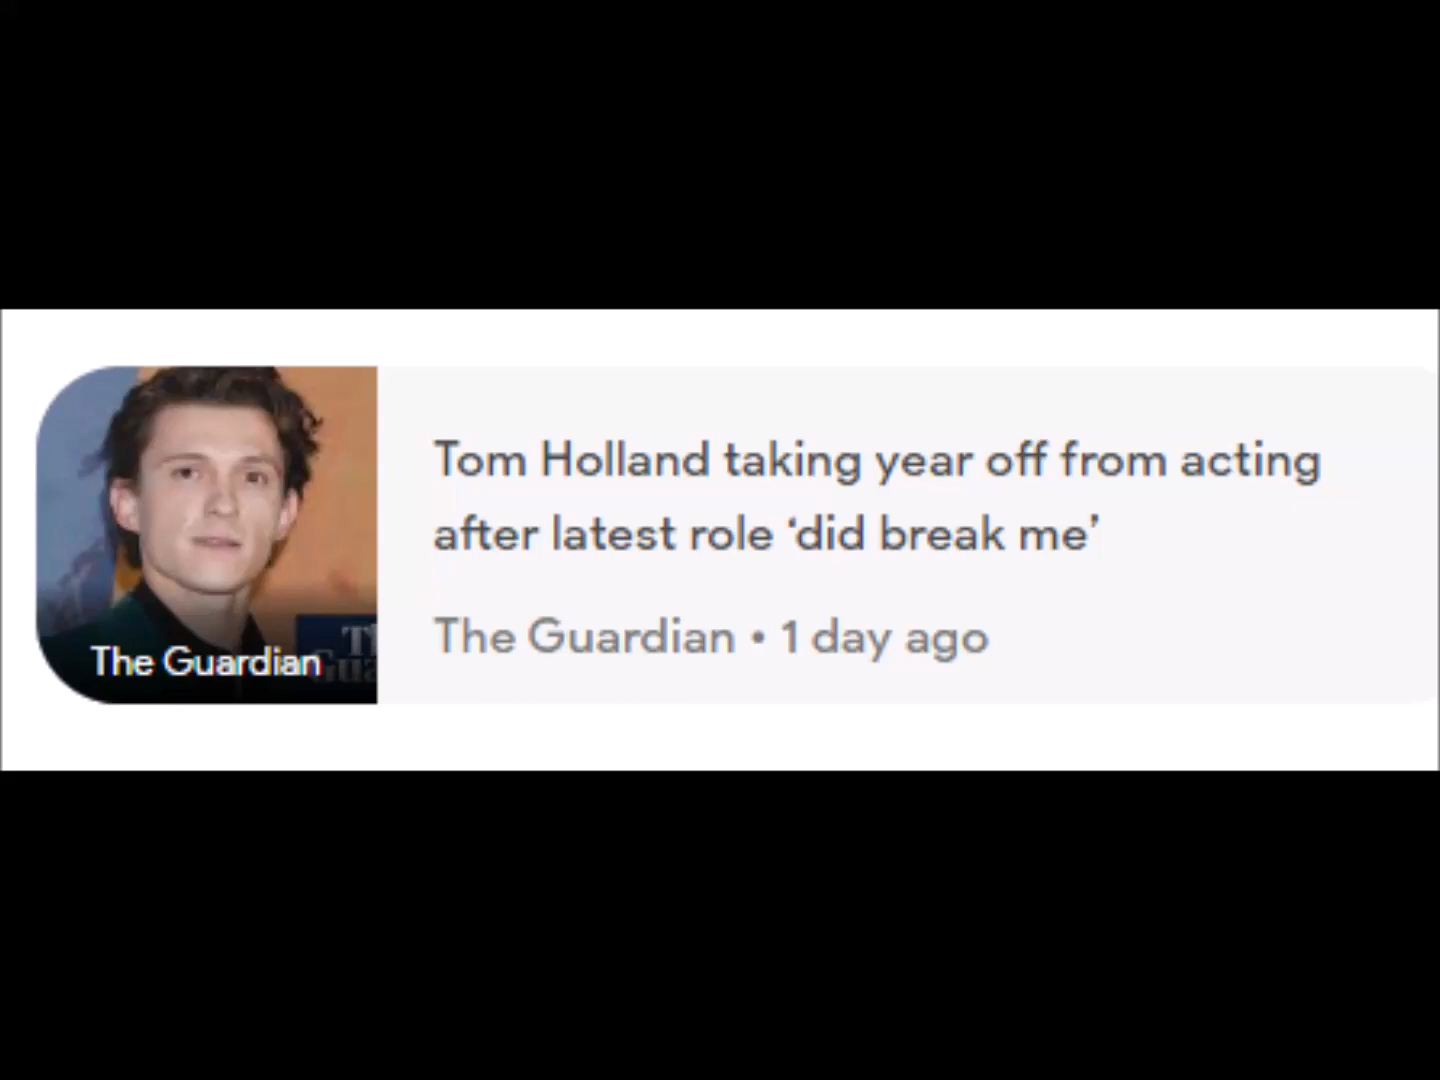 Tom Holland taking year off from acting
after latest role ‘did break me’
The Guardian • 1 day ago
The Guardian